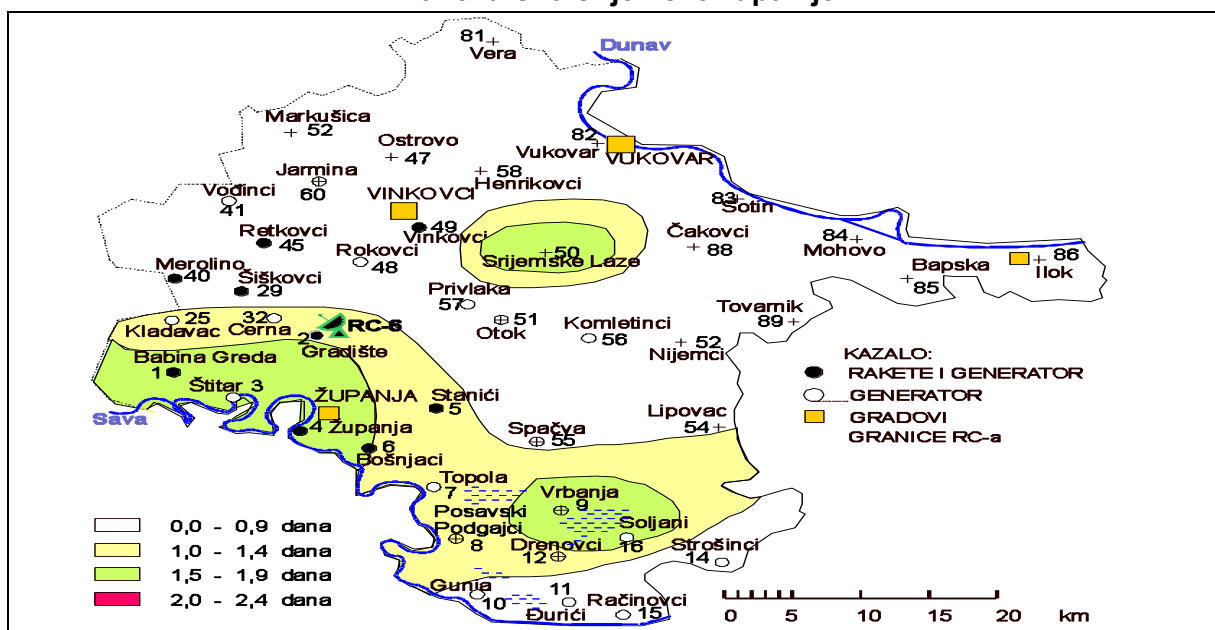 81
Vera
Dunav
Markušica
52
Ostrovo
47
82
Vukovar
VUKOVAR
Jarmina
60
58
Henrikovci
Vođinci
41
VINKOVCI
49
Vinkovci
83
Sotin
Retkovci
45
Rokovci
48
50
Srijemske Laze
Čakovci
88
84
Mohovo
86
Ilok
Merolino
40
Šiškovci
29
Bapska
85
Privlaka
57
Tovarnik
89
25
Kladavac
32
Cerna
RC-6
2
Gradište
51
Otok
Komletinci
56
52
Nijemci
KAZALO:
RAKETE I GENERATOR
GENERATOR
GRADOVI
GRANICE RC-a
Babina Greda
1
Štitar 3
ŽUPANJA
Stanići
5
Sava
4
Županja
6
Bošnjaci
Lipovac
54
Spačva
55
Topola
7
Vrbanja
9
Posavski
Podgajci
8
Soljani
16
Drenovci
12
Strošinci
14
0,0 - 0,9 dana
1,0 - 1,4 dana
1,5 - 1,9 dana
2,0 - 2,4 dana
Gunja
10
11
Đurići
Račinovci
15
0 5 10 20 km